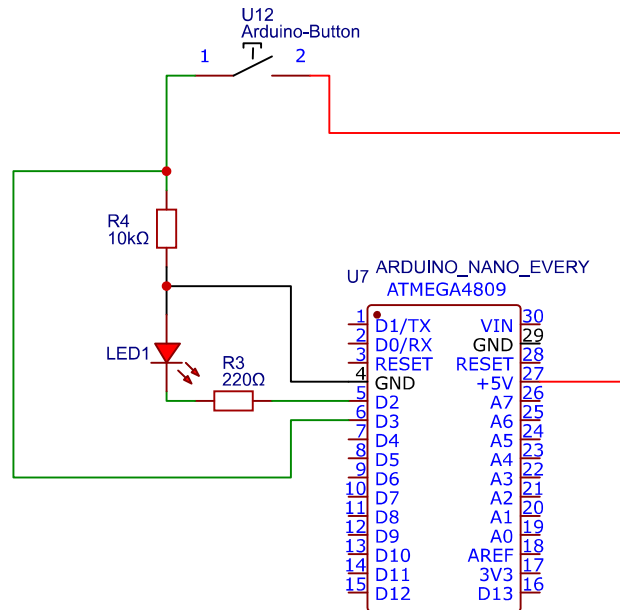 U12
Arduino-Button
1 2
R4
10kΩ
LED1
R3
220Ω
U7 ARDUINO_NANO_EVERY
ATMEGA4809
1 D1/TX VIN 30
2 D0/RX GND 29
3 RESET RESET 28
4 GND +5V 27
5 D2 A7 26
6 D3 A6 25
7 D4 A5 24
8 D5 A4 23
9 D6 A3 22
10 D7 A2 21
11 D8 A1 20
12 D9 A0 19
13 D10 AREF 18
14 D11 3V3 17
15 D12 D13 16